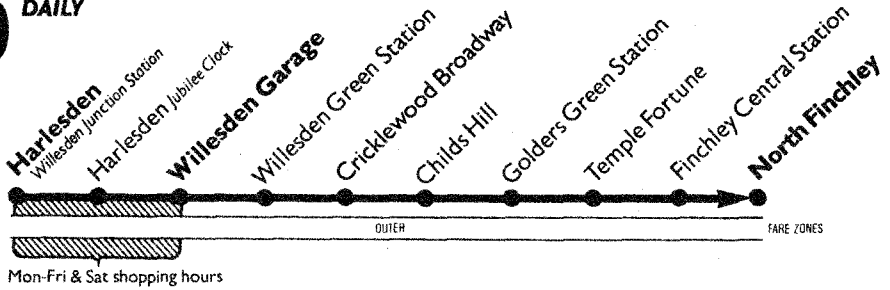 DAILY
Harlesden
Willesden Junction Station
Harlesden Jubilee Clock
Willesden Garage
Willesden Green Station
Cricklewood Broadway
Childs Hill
Golders Green Station
Temple Fortune
Finchley Central Station
North Finchley
OUTER
FARE ZONES
Mon-Fri & Sat shopping hours